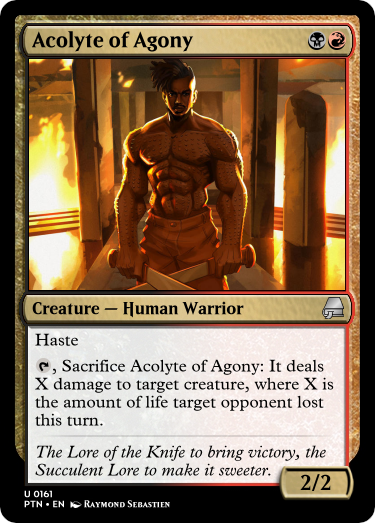 Acolyte of Agony
Creature — Human Warrior
Haste
, Sacrifice Acolyte of Agony: It deals
X damage to target creature, where X is
the amount of life target opponent lost
this turn.
The Lore of the Knife to bring victory, the
Succulent Lore to make it sweeter.
2/2
U 0161
PTN • EN Raymond Sebastien